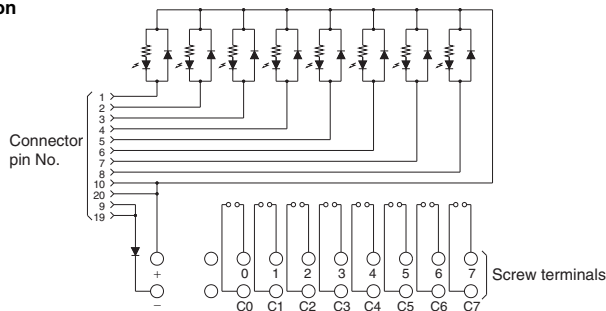 on
Connector
pin No.
1
2
3
4
5
6
7
8
10
20
9
19
+ 0 1 2 3 4 5 6 7
Screw terminals
− C0 C1 C2 C3 C4 C5 C6 C7